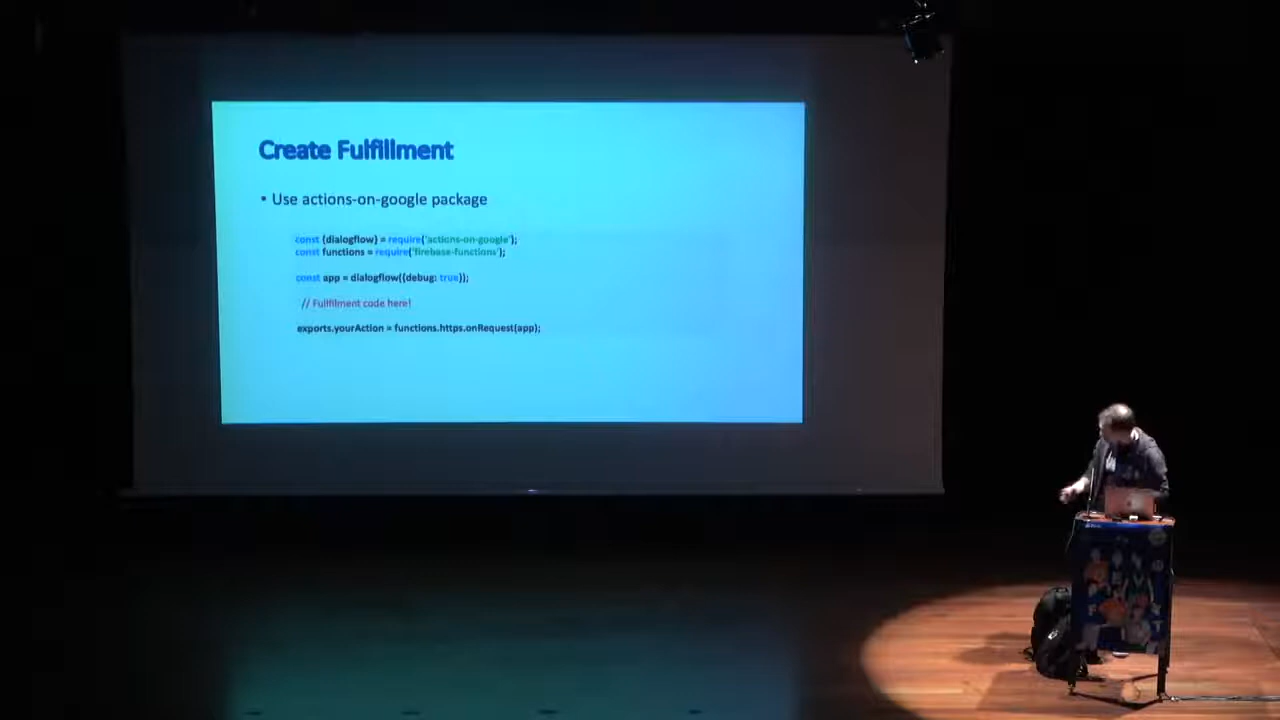 Create Fulfillment
• Use actions-on-google package
const {dialogflow} = require('actions-on-google');
const functions = require('firebase-functions');
const app = dialogflow({debug: true});
// Fullfilment code here!
exports.yourAction = functions.https.onRequest(app);